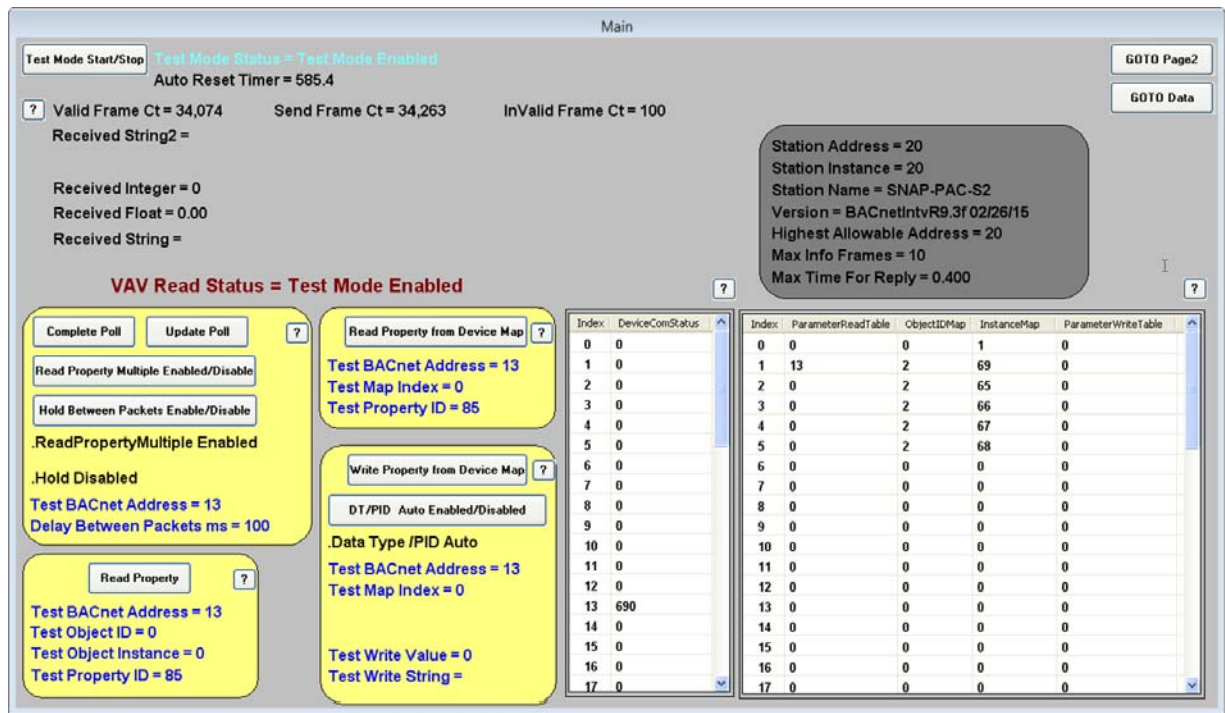 Main
Test Mode Start/Stop
Test Mode Status = Test Mode Enabled
Auto Reset Timer = 585.4
GOTO Page2
GOTO Data
? Valid Frame Ct = 34,074 Send Frame Ct = 34,263 InValid Frame Ct = 100
Received String2 =
Received Integer = 0
Received Float = 0.00
Received String =
Station Address = 20
Station Instance = 20
Station Name = SNAP-PAC-S2
Version = BACnetIntvR9.3f 02/26/15
Highest Allowable Address = 20
Max Info Frames = 10
Max Time For Reply = 0.400
VAV Read Status = Test Mode Enabled
?
?
Complete Poll Update Poll ?
Read Property Multiple Enabled/Disable
Hold Between Packets Enable/Disable
.ReadPropertyMultiple Enabled
.Hold Disabled
Test BACnet Address = 13
Delay Between Packets ms = 100
Read Property ?
Test BACnet Address = 13
Test Object ID = 0
Test Object Instance = 0
Test Property ID = 85
Read Property from Device Map ?
Test BACnet Address = 13
Test Map Index = 0
Test Property ID = 85
Write Property from Device Map ?
DT/PID Auto Enabled/Disabled
.Data Type /PID Auto
Test BACnet Address = 13
Test Map Index = 0
Test Write Value = 0
Test Write String =
Index DeviceComStatus
0 0
1 0
2 0
3 0
4 0
5 0
6 0
7 0
8 0
9 0
10 0
11 0
12 0
13 690
14 0
15 0
16 0
17 0
Index ParameterReadTable ObjectIDMap InstanceMap ParameterWriteTable
0 0 0 1 0
1 13 2 69 0
2 0 2 65 0
3 0 2 66 0
4 0 2 67 0
5 0 2 68 0
6 0 0 0 0
7 0 0 0 0
8 0 0 0 0
9 0 0 0 0
10 0 0 0 0
11 0 0 0 0
12 0 0 0 0
13 0 0 0 0
14 0 0 0 0
15 0 0 0 0
16 0 0 0 0
17 0 0 0 0